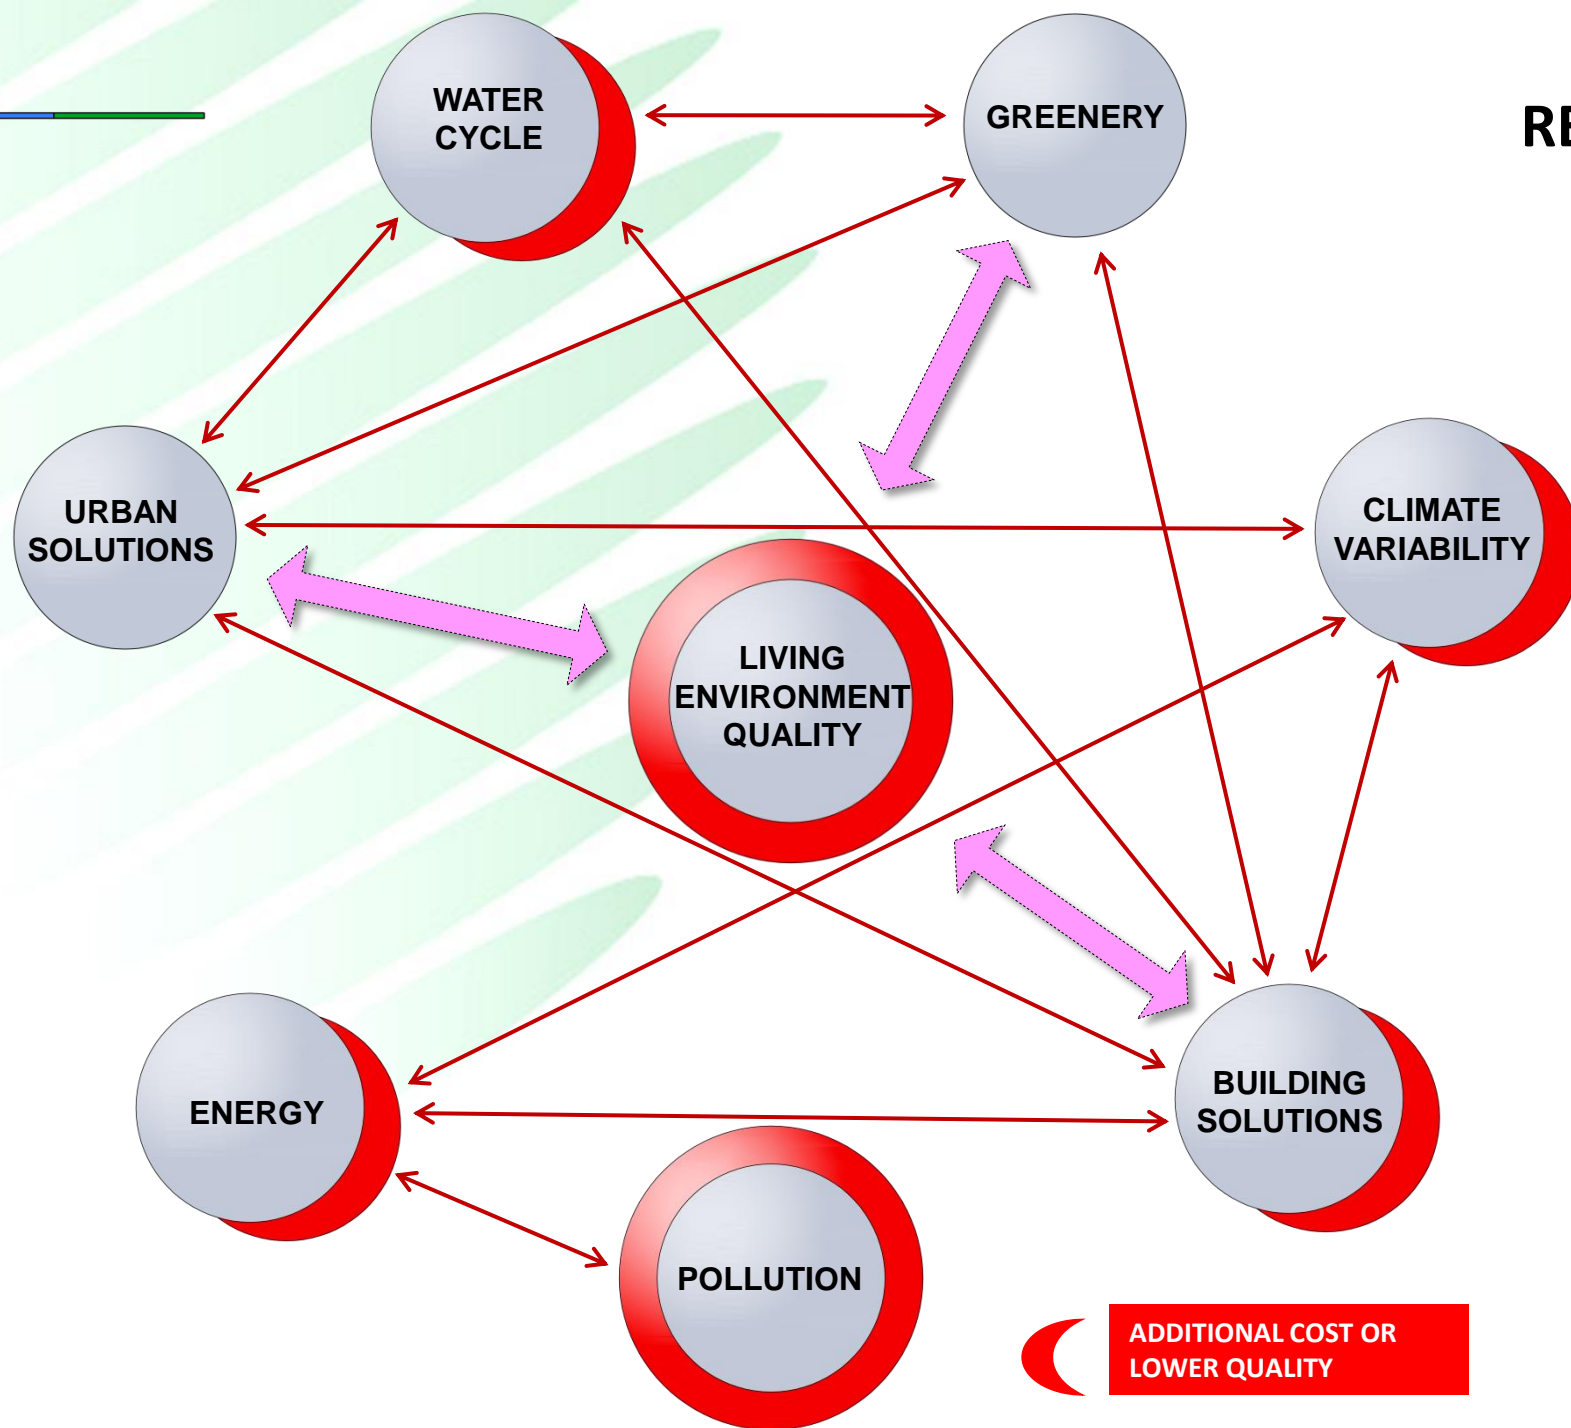 WATER
CYCLE
GREENERY
RE
URBAN
SOLUTIONS
CLIMATE
VARIABILITY
LIVING
ENVIRONMENT
QUALITY
ENERGY
BUILDING
SOLUTIONS
POLLUTION
ADDITIONAL COST OR
LOWER QUALITY